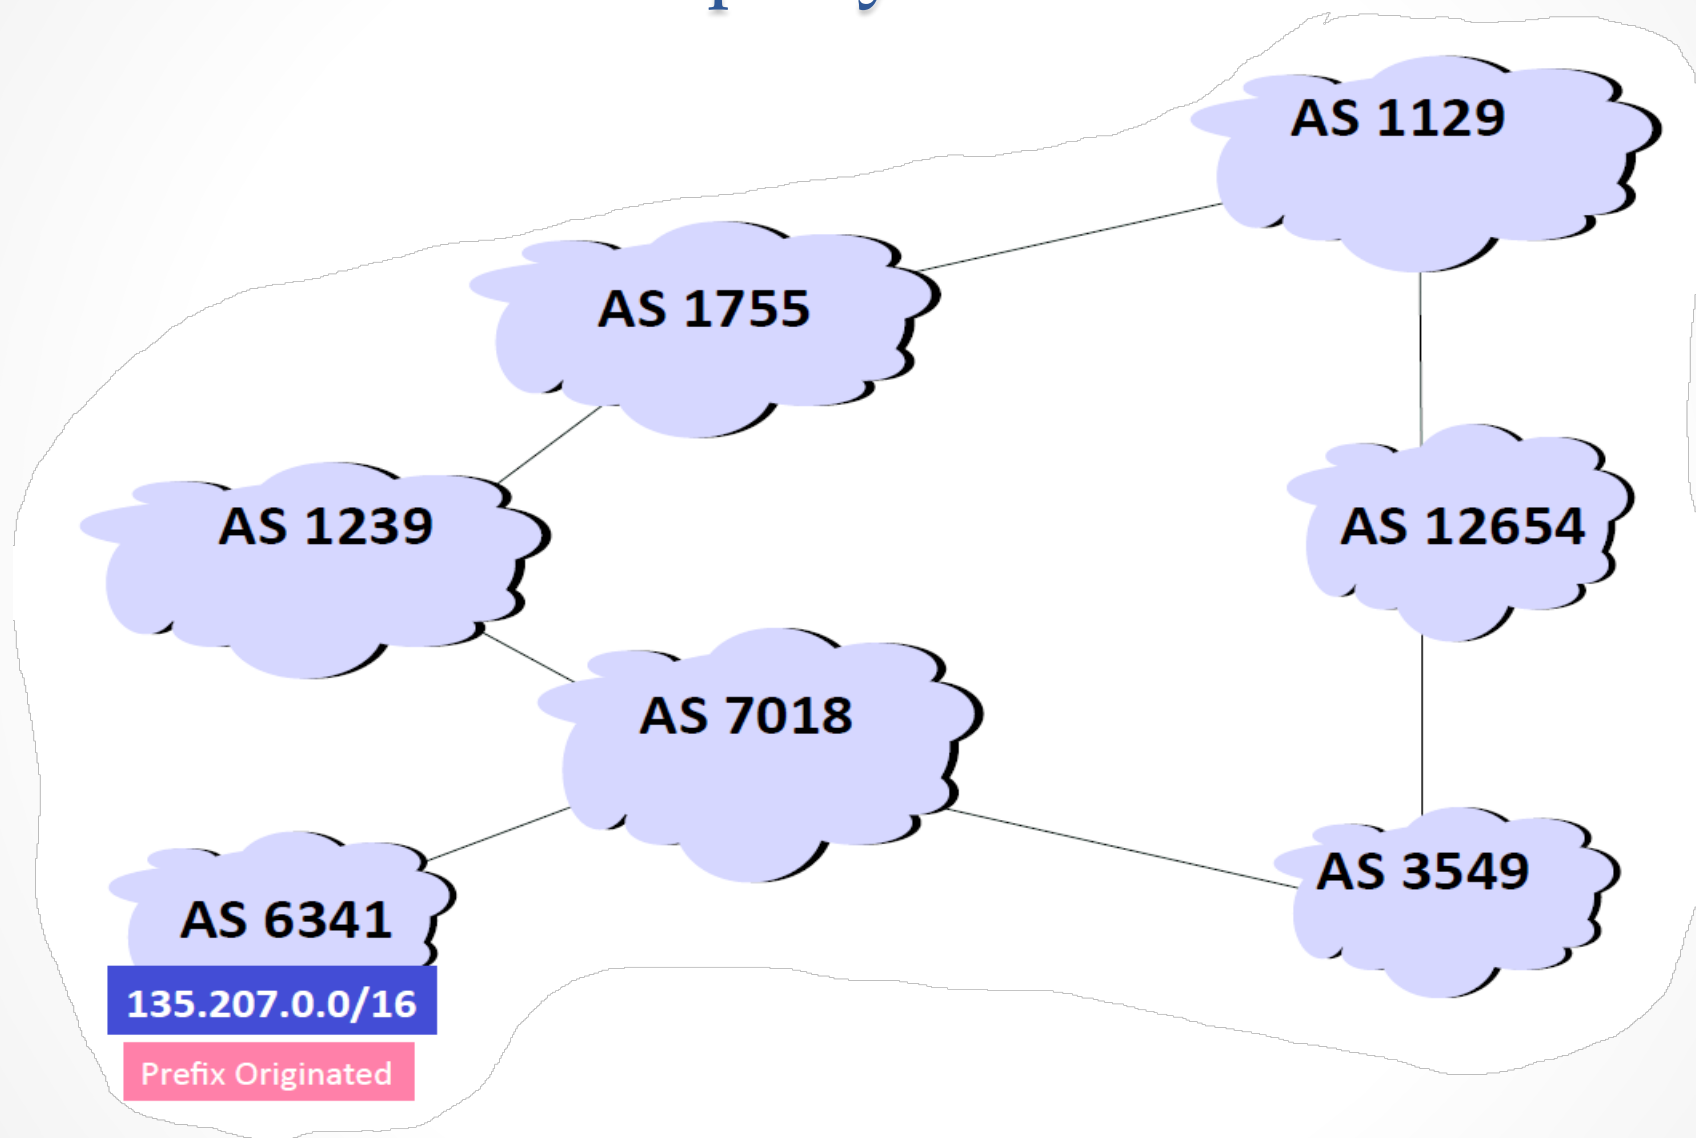 AS 1129
AS 1755
AS 1239
AS 12654
AS 7018
AS 3549
AS 6341
135.207.0.0/16
Prefix Originated